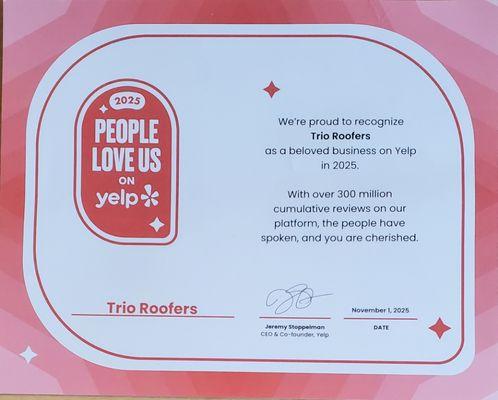 2025
PEOPLE
LOVE US
ON
yelp
Trio Roofers
We're proud to recognize
Trio Roofers
as a beloved business on Yelp
in 2025.
With over 300 million
cumulative reviews on our
platform, the people have
spoken, and you are cherished.
Jeremy Stoppelman
CEO & Co-founder, Yelp
November 1, 2025
DATE